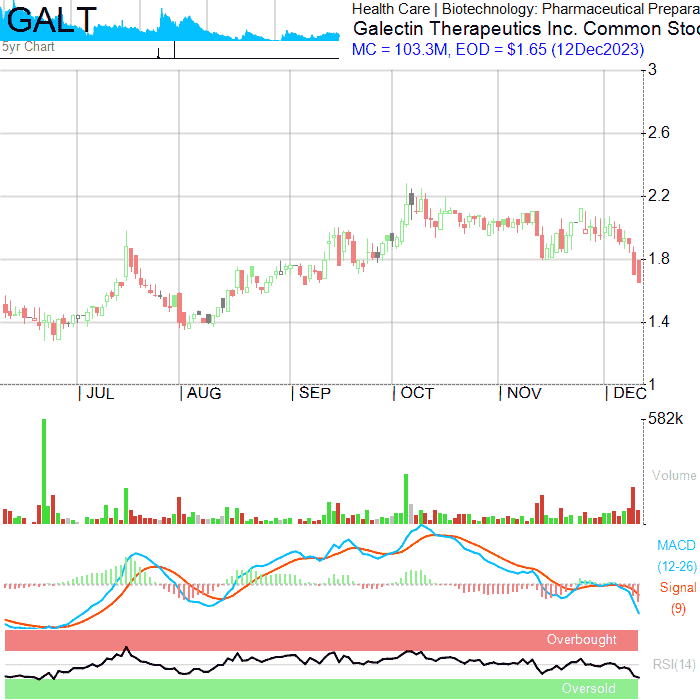 GALT
5yr Chart
Health Care | Biotechnology: Pharmaceutical Prepara
Galectin Therapeutics Inc. Common Stoc
MC = 103.3M, EOD = $1.65 (12Dec2023)
3
2.6
2.2
1.8
1.4
1
JUL AUG SEP OCT NOV DEC
582k
Volume
MACD
(12-26)
Signal
(9)
Overbought
RSI(14)
Oversold